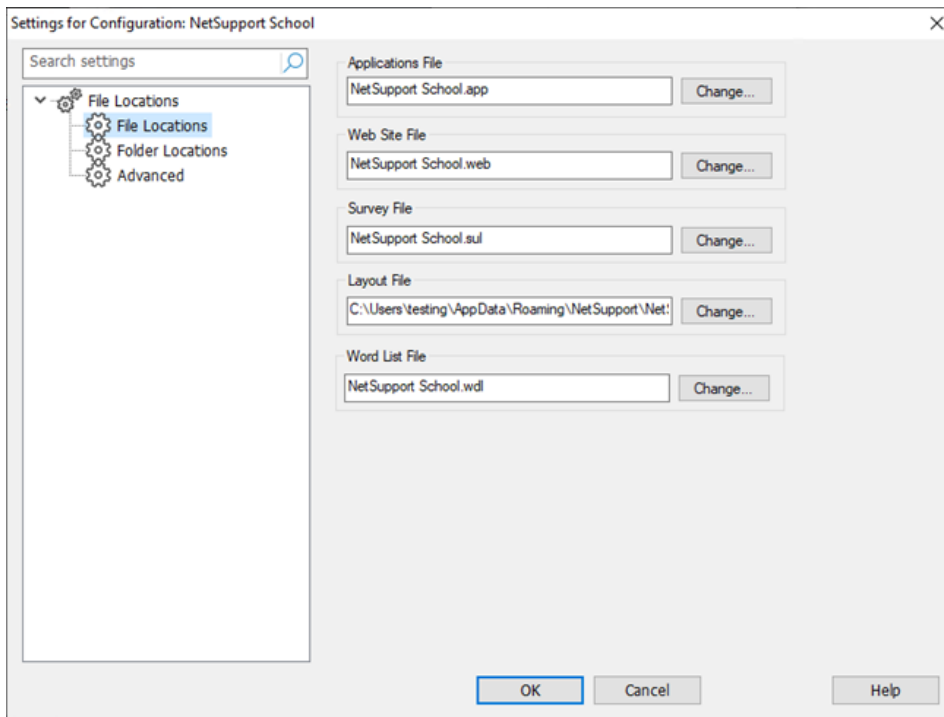 Settings for Configuration: NetSupport School
Search settings
File Locations
File Locations
Folder Locations
Advanced
Applications File
NetSupport School.app
Change...
Web Site File
NetSupport School.web
Change...
Survey File
NetSupport School.sul
Change...
Layout File
C:\Users\testing\AppData\Roaming\NetSupport\Net
Change...
Word List File
NetSupport School.wdl
Change...
OK
Cancel
Help